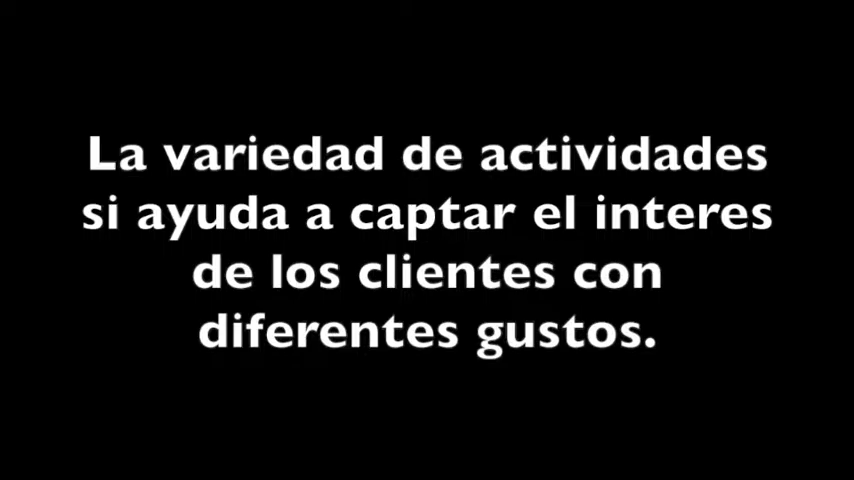 La variedad de actividades
si ayuda a captar el interes
de los clientes con
diferentes gustos.